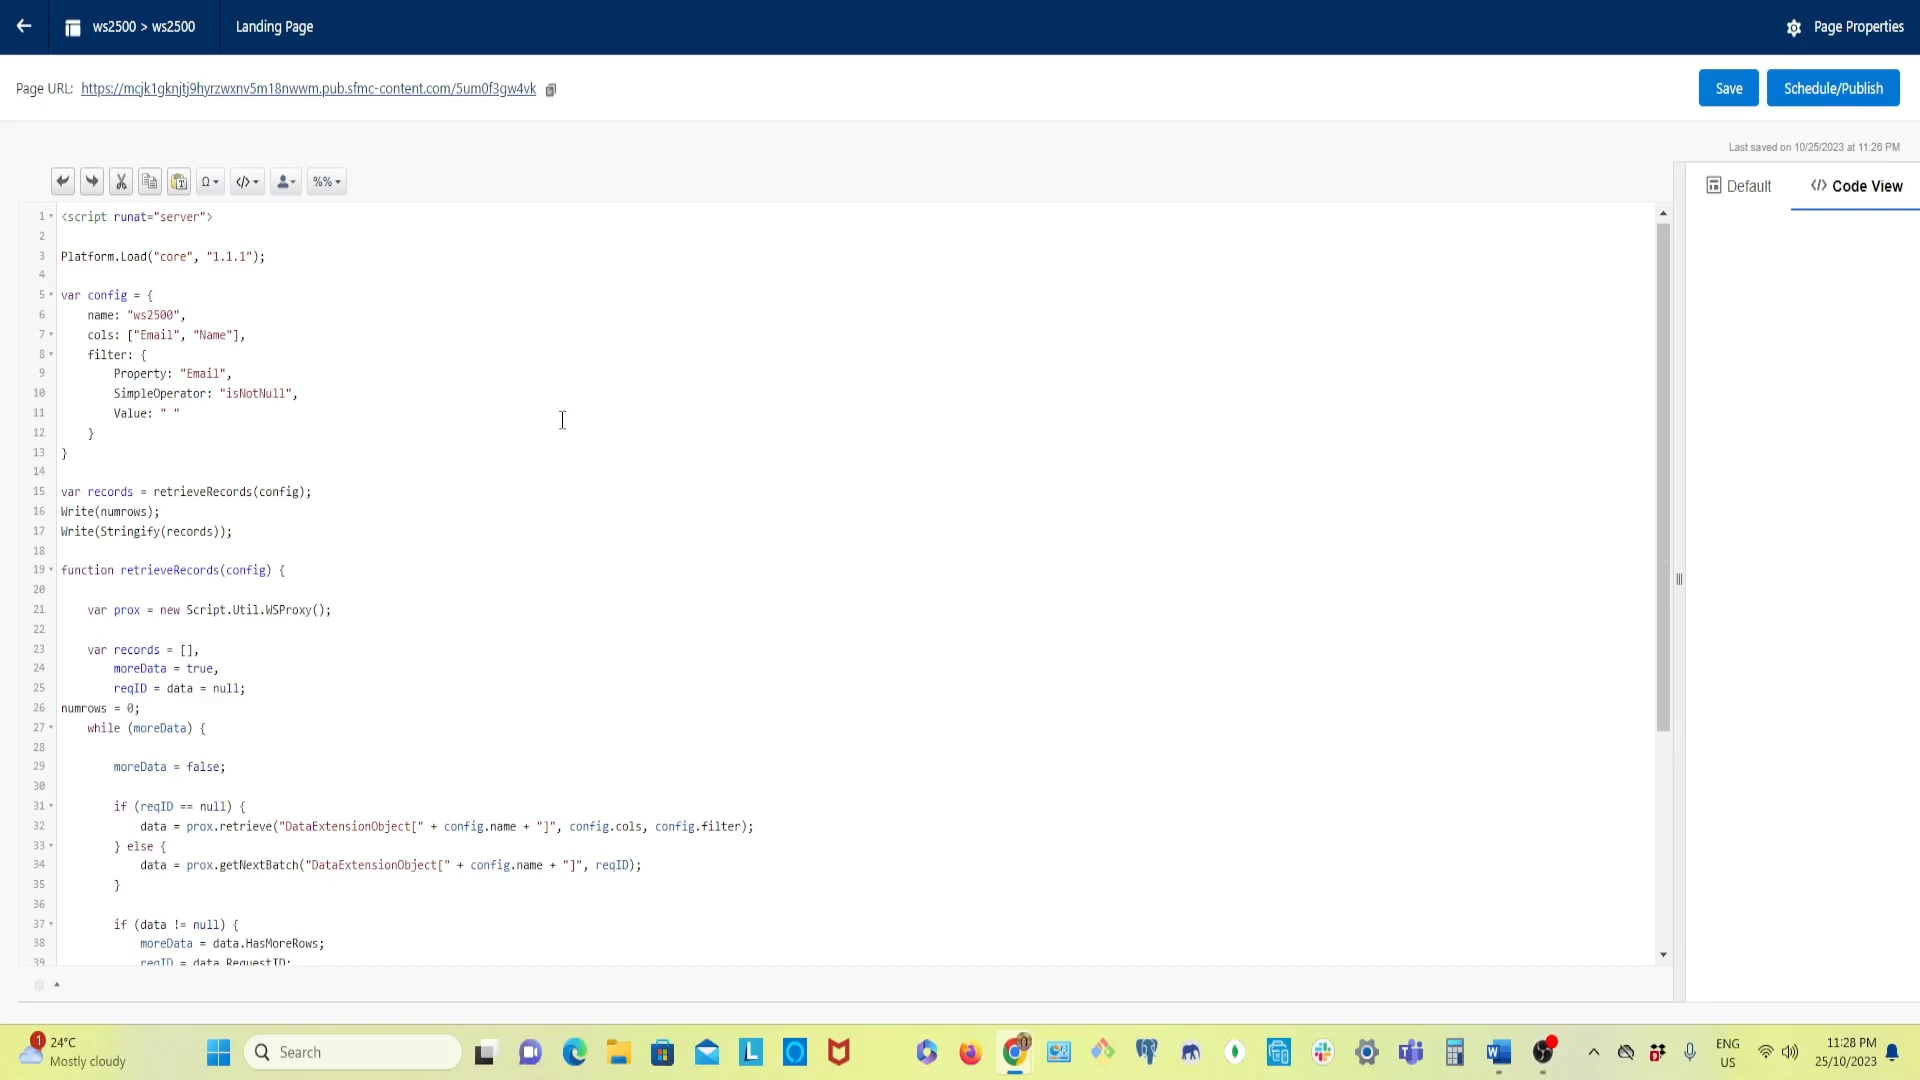 ws2500 > ws2500
Landing Page
Page Properties
Page URL: https://mcjk1gknjtj9hyrzwxnv5m18nwwm.pub.sfmc-content.com/5um0f3gw4vk
Save
Schedule/Publish
Last saved on 10/25/2023 at 11:26 PM
Ω
</>
%%
Default
</> Code View
1 <script runat="server">
2
3 Platform.Load("core", "1.1.1");
4
5 var config = {
6 name: "ws2500",
7 cols: ["Email", "Name"],
8 filter: {
9 Property: "Email",
10 SimpleOperator: "isNotNull",
11 Value: " "
12 }
13 }
14
15 var records = retrieveRecords(config);
16 Write(numrows);
17 Write(Stringify(records));
18
19 function retrieveRecords(config) {
20
21 var prox = new Script.Util.WSProxy();
22
23 var records = [],
24 moreData = true,
25 reqID = data = null;
26 numrows = 0;
27 while (moreData) {
28
29 moreData = false;
30
31 if (reqID == null) {
32 data = prox.retrieve("DataExtensionObject[" + config.name + "]", config.cols, config.filter);
33 } else {
34 data = prox.getNextBatch("DataExtensionObject[" + config.name + "]", reqID);
35 }
36
37 if (data != null) {
38 moreData = data.HasMoreRows;
39 reqID = data.RequestID;
1
24°C
Mostly cloudy
Search
ENG
US
11:28 PM
25/10/2023